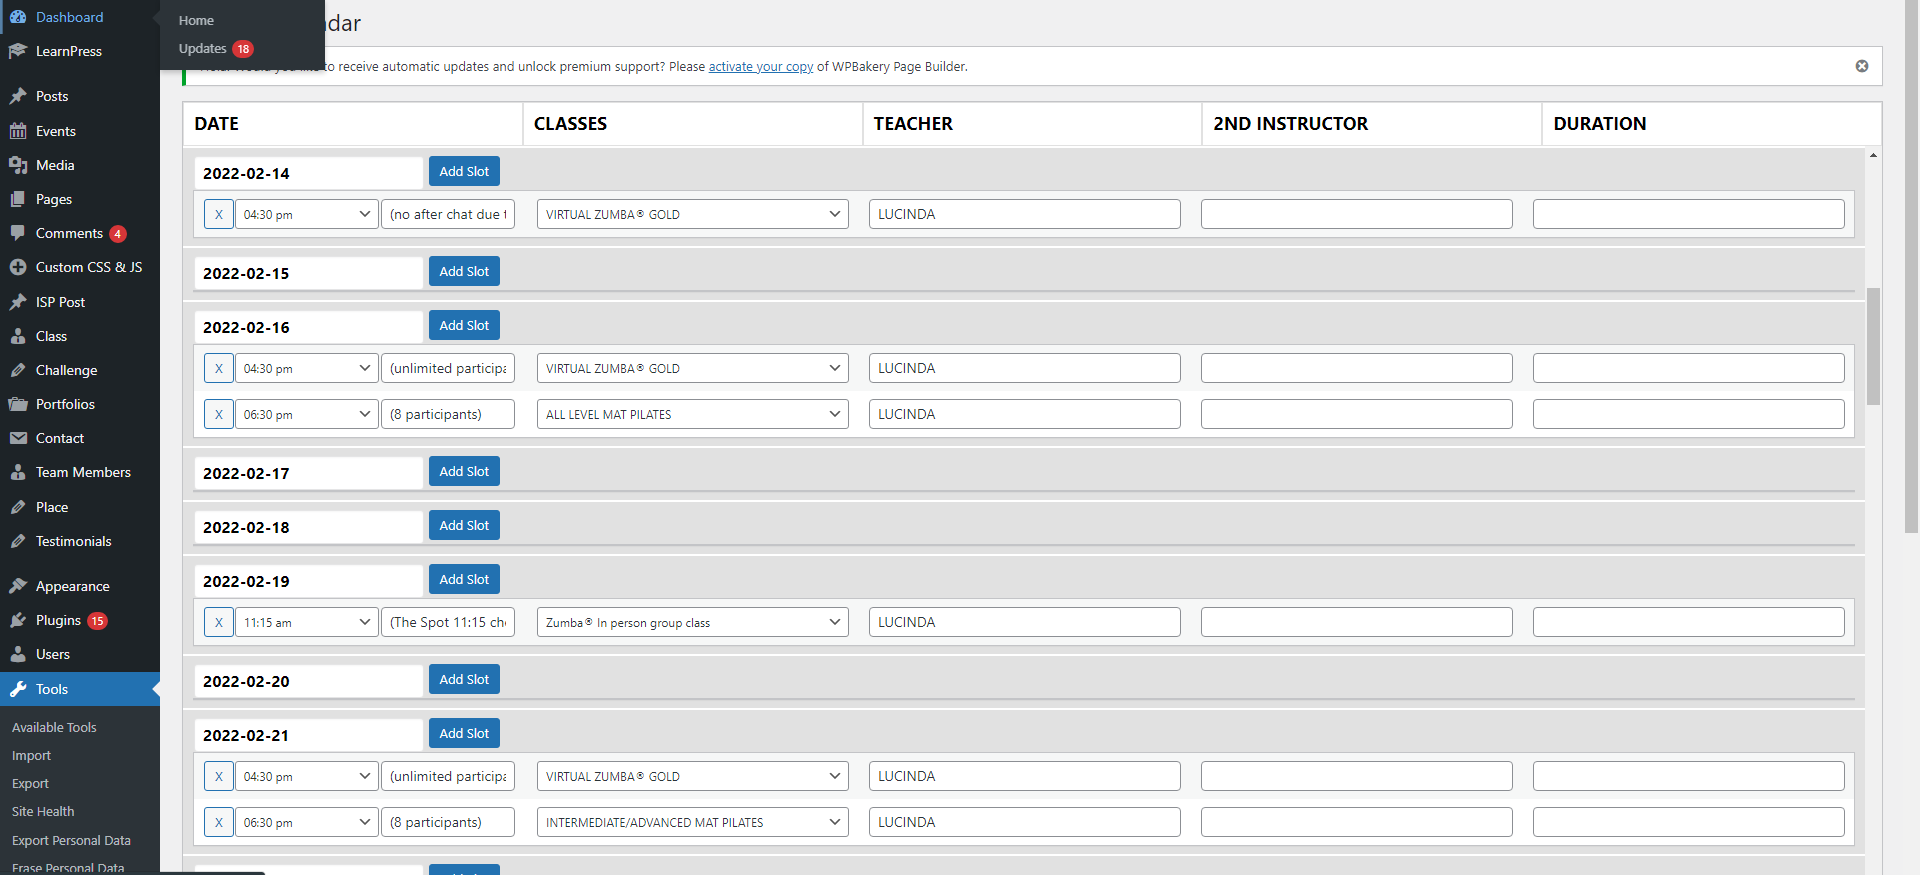 Dashboard
LearnPress
Posts
Events
Media
Pages
Comments 4
Custom CSS & JS
ISP Post
Class
Challenge
Portfolios
Contact
Team Members
Place
Testimonials
Appearance
Plugins 15
Users
Tools
Available Tools
Import
Export
Site Health
Export Personal Data
Erase Personal Data
Home
Updates 18
dar
receive automatic updates and unlock premium support? Please activate your copy of WPBakery Page Builder.
DATE CLASSES TEACHER 2ND INSTRUCTOR DURATION
2022-02-14 Add Slot
X 04:30 pm (no after chat due t VIRTUAL ZUMBA® GOLD LUCINDA
2022-02-15 Add Slot
2022-02-16 Add Slot
X 04:30 pm (unlimited participa VIRTUAL ZUMBA® GOLD LUCINDA
X 06:30 pm (8 participants) ALL LEVEL MAT PILATES LUCINDA
2022-02-17 Add Slot
2022-02-18 Add Slot
2022-02-19 Add Slot
X 11:15 am (The Spot 11:15 ch Zumba® In person group class LUCINDA
2022-02-20 Add Slot
2022-02-21 Add Slot
X 04:30 pm (unlimited participa VIRTUAL ZUMBA® GOLD LUCINDA
X 06:30 pm (8 participants) INTERMEDIATE/ADVANCED MAT PILATES LUCINDA